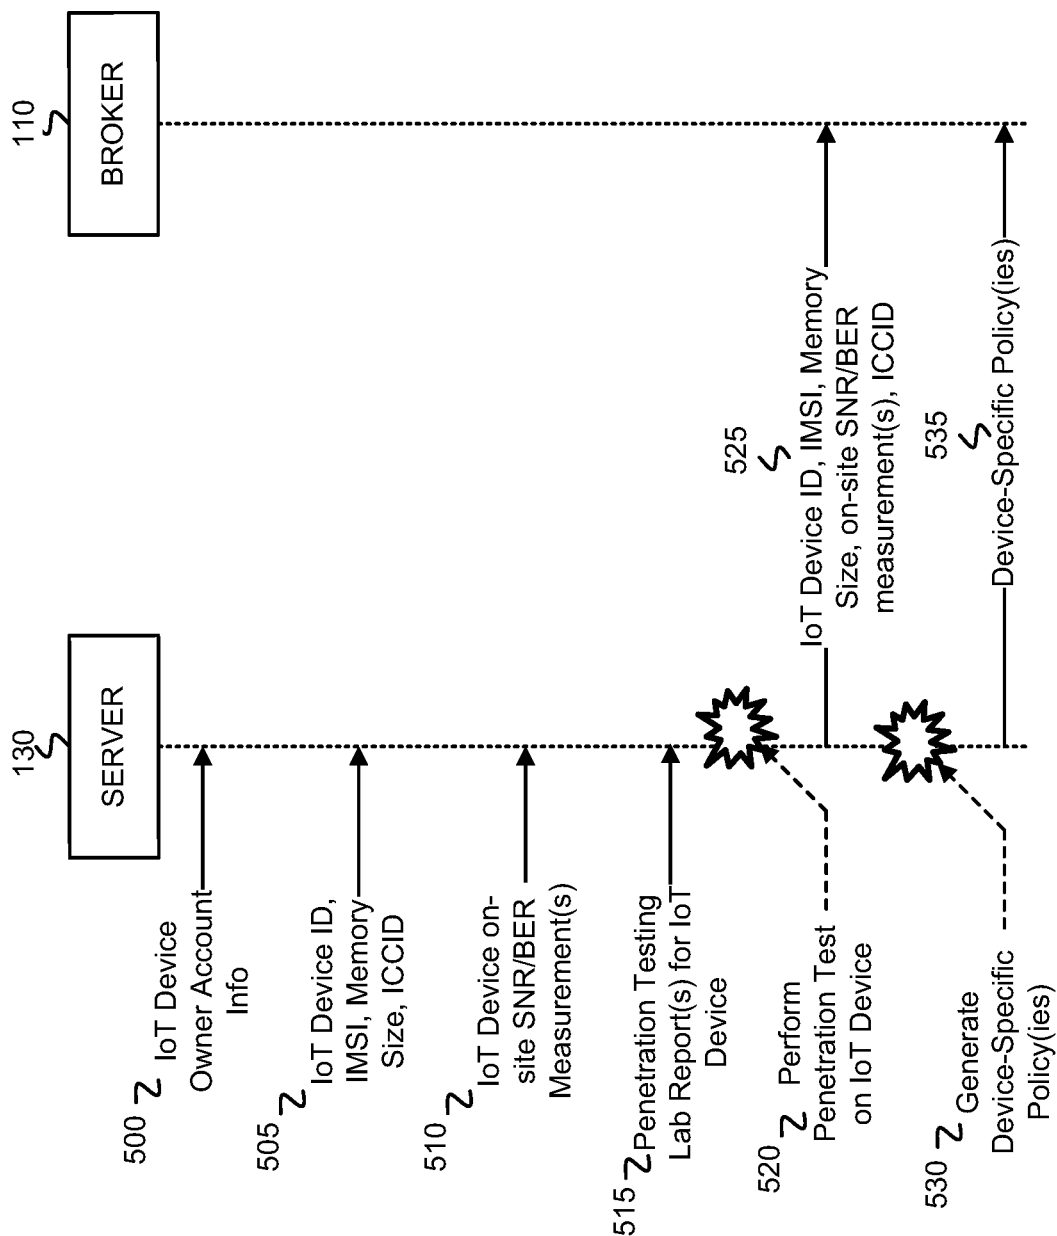 130
SERVER
110
BROKER
500
IoT Device
Owner Account
Info
505
IoT Device ID,
IMSI, Memory
Size, ICCID
510
IoT Device on-
site SNR/BER
Measurement(s)
515
Penetration Testing
Lab Report(s) for IoT
Device
520
Perform
Penetration Test
on IoT Device
525
IoT Device ID, IMSI, Memory
Size, on-site SNR/BER
measurement(s), ICCID
530
Generate
Device-Specific
Policy(ies)
535
Device-Specific Policy(ies)